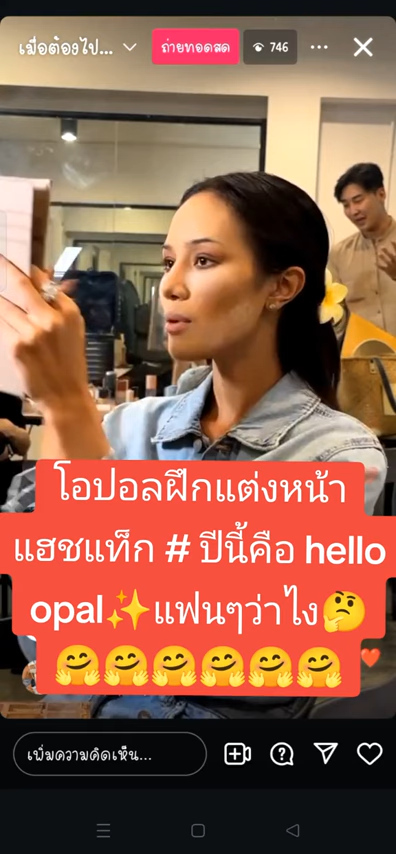 เมื่อต้องไป... ถ่ายทอดสด 746
โอปอลฝึกแต่งหน้า
แฮชแท็ก # ปีนี้คือ hello
opal✨แฟนๆว่าไง🤔
🤗🤗🤗🤗🤗🤗
เพิ่มความคิดเห็น...